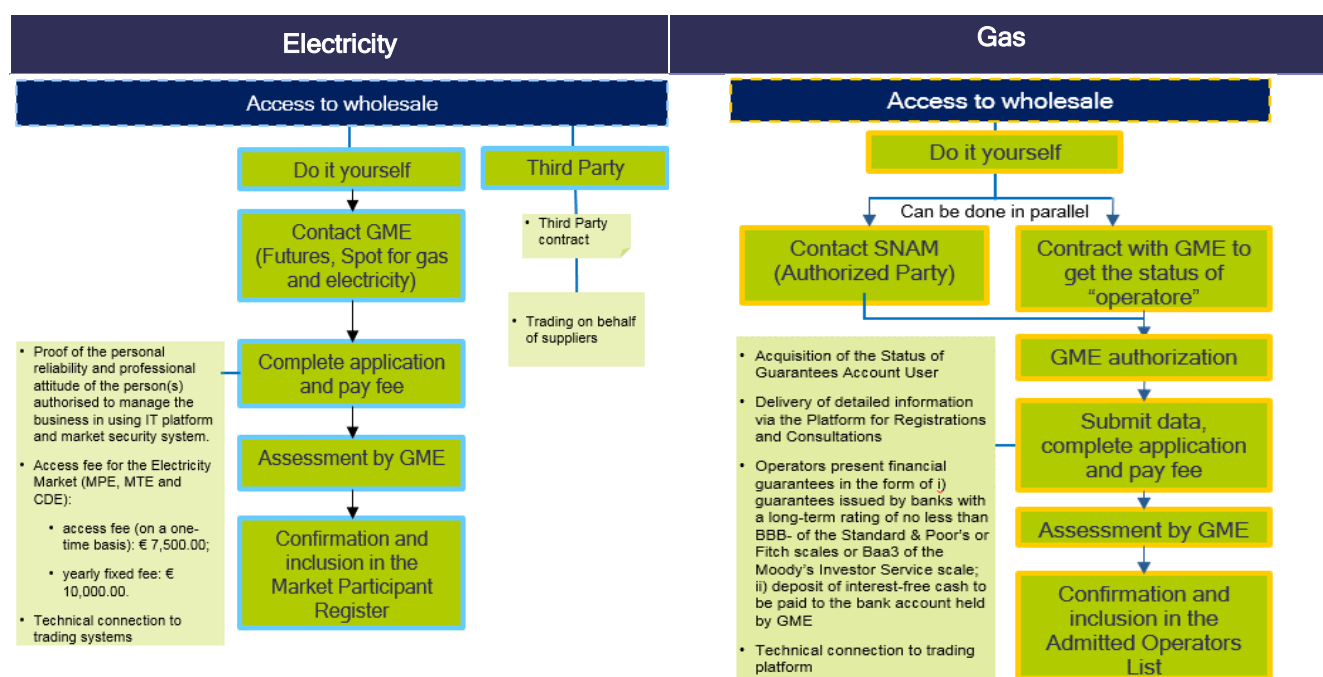 Electricity
Access to wholesale
Do it yourself
Third Party
Contact GME
(Futures, Spot for gas
and electricity)
• Third Party
contract
• Trading on behalf
of suppliers
• Proof of the personal
reliability and professional
attitude of the person(s)
authorised to manage the
business in using IT platform
and market security system.
• Access fee for the Electricity
Market (MPE, MTE and
CDE):
• access fee (on a one-
time basis): € 7,500.00;
• yearly fixed fee: €
10,000.00.
• Technical connection to
trading systems
Complete application
and pay fee
Assessment by GME
Confirmation and
inclusion in the
Market Participant
Register
Gas
Access to wholesale
Do it yourself
Can be done in parallel
Contact SNAM
(Authorized Party)
Contract with GME to
get the status of
“operatore”
GME authorization
• Acquisition of the Status of
Guarantees Account User
• Delivery of detailed information
via the Platform for Registrations
and Consultations
• Operators present financial
guarantees in the form of i)
guarantees issued by banks with
a long-term rating of no less than
BBB- of the Standard & Poor’s or
Fitch scales or Baa3 of the
Moody’s Investor Service scale;
ii) deposit of interest-free cash to
be paid to the bank account held
by GME
• Technical connection to trading
platform
Submit data,
complete application
and pay fee
Assessment by GME
Confirmation and
inclusion in the
Admitted Operators
List